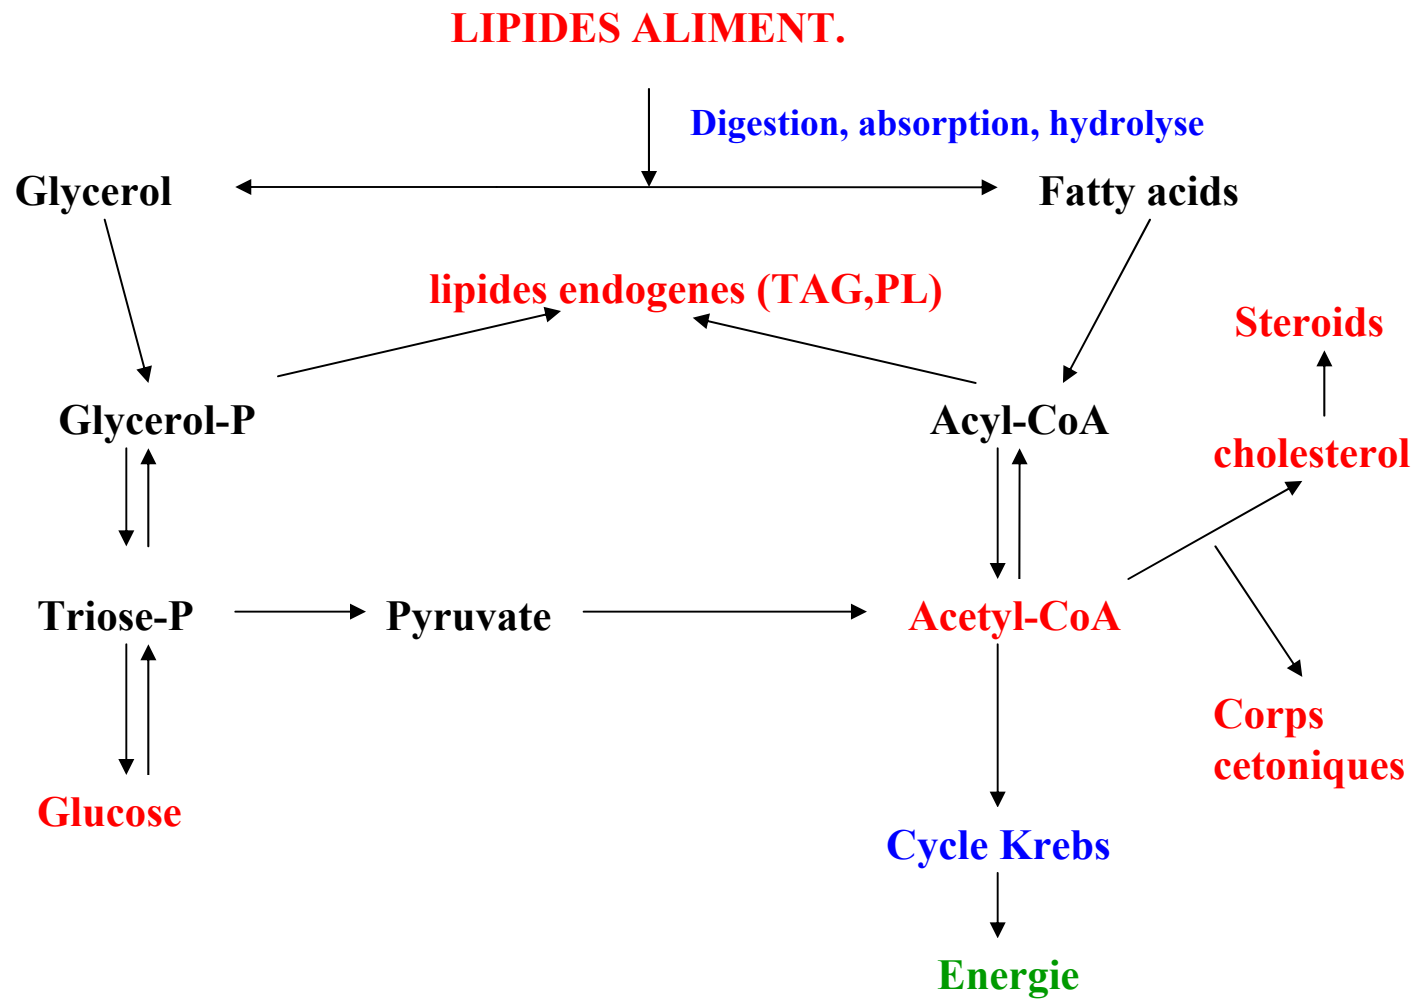 LIPIDES ALIMENT.
Digestion, absorption, hydrolyse
Glycerol
Fatty acids
lipides endogenes (TAG,PL)
Steroids
Glycerol-P
Acyl-CoA
cholesterol
Triose-P
Pyruvate
Acetyl-CoA
Corps
cetoniques
Glucose
Cycle Krebs
Energie